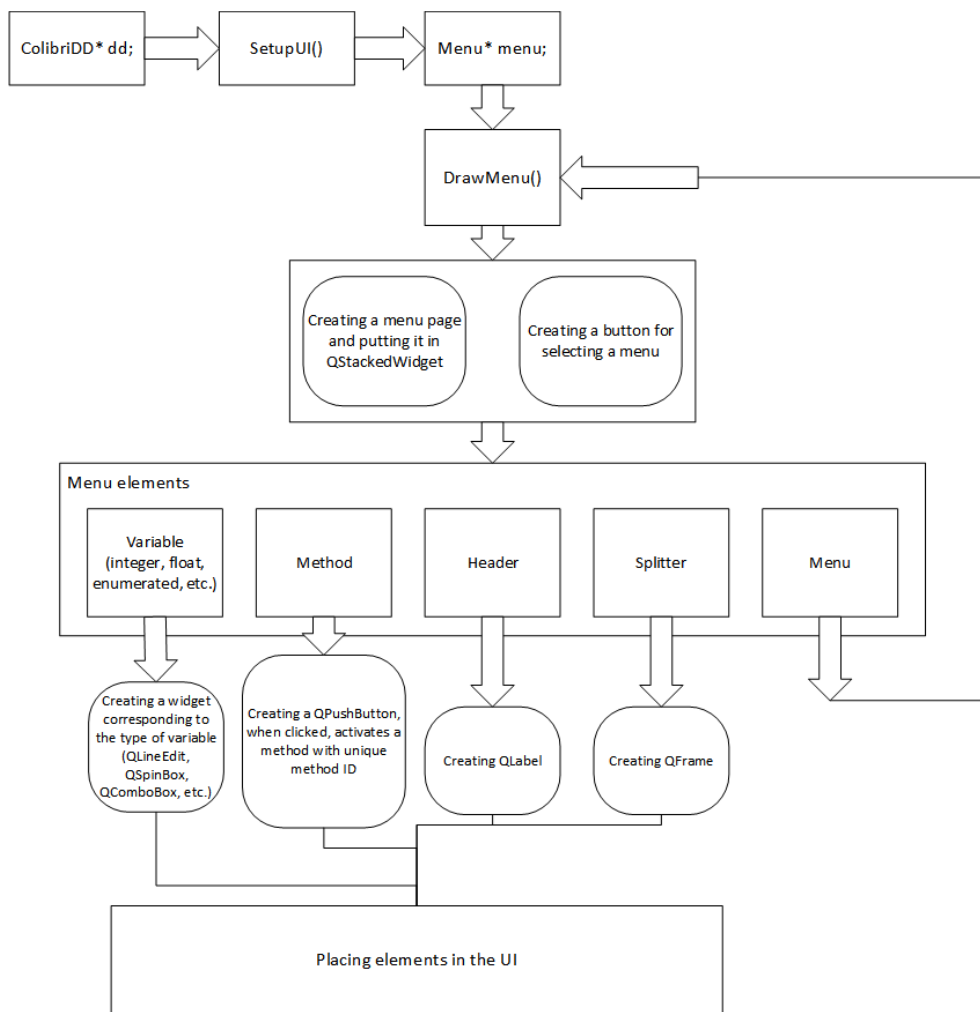 ColibriDD* dd;
SetupUI()
Menu* menu;
DrawMenu()
Creating a menu page
and putting it in
QStackedWidget
Creating a button for
selecting a menu
Menu elements
Variable
(integer, float,
enumerated, etc.)
Method
Header
Splitter
Menu
Creating a widget
corresponding to
the type of variable
(QLineEdit,
QSpinBox,
QComboBox, etc.)
Creating a QPushButton,
when clicked, activates a
method with unique
method ID
Creating QLabel
Creating QFrame
Placing elements in the UI